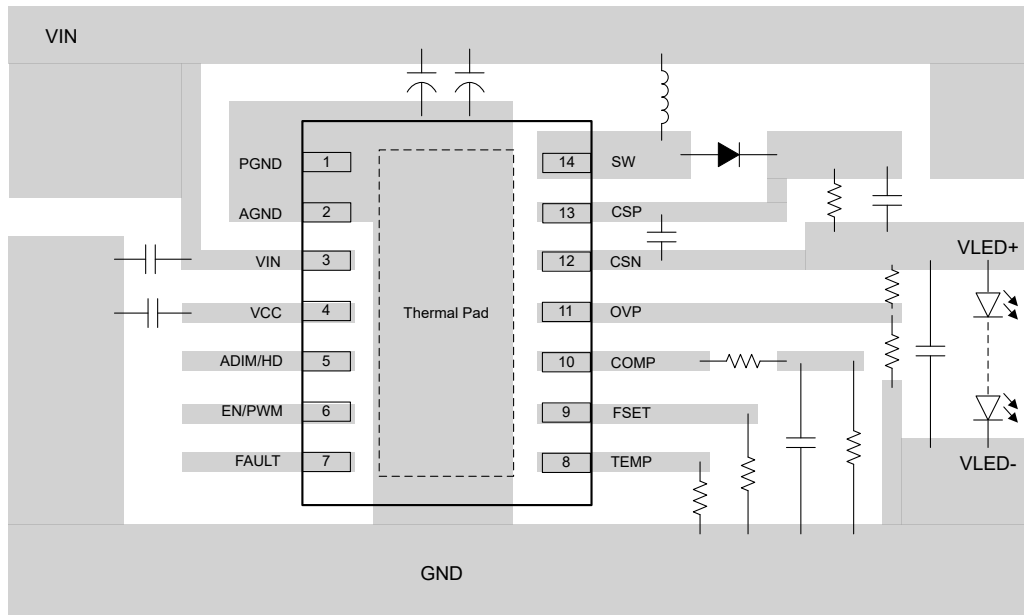 VIN
PGND 1 14 SW
AGND 2 13 CSP
VIN 3 12 CSN
VLED+
VCC 4 Thermal Pad 11 OVP
ADIM/HD 5 10 COMP
EN/PWM 6 9 FSET
FAULT 7 8 TEMP
VLED-
GND